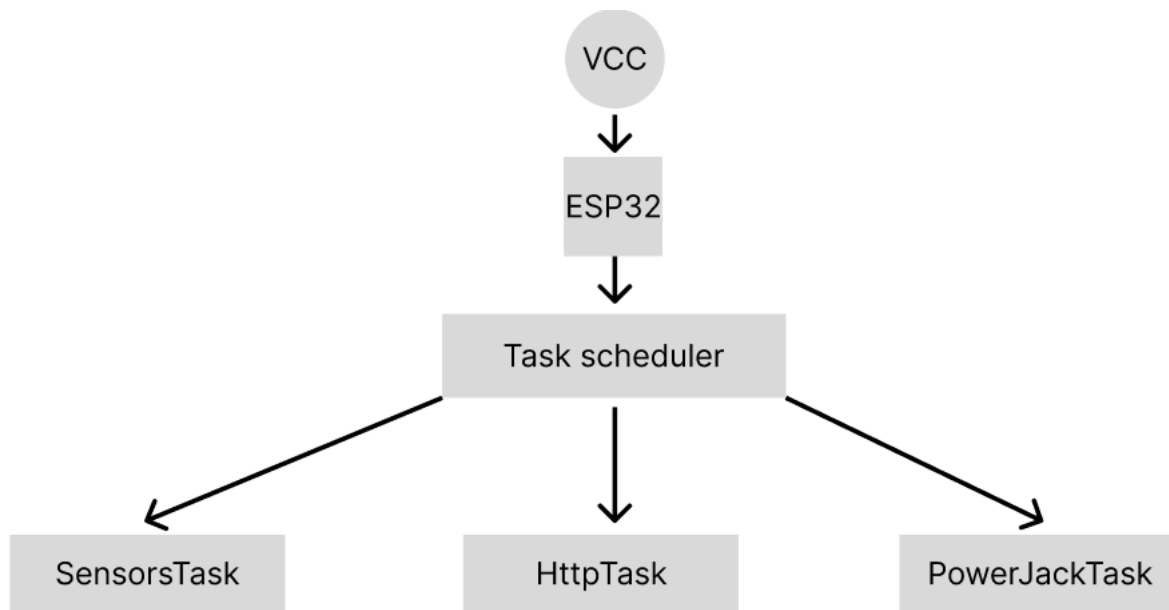 VCC
ESP32
Task scheduler
SensorsTask
HttpTask
PowerJackTask